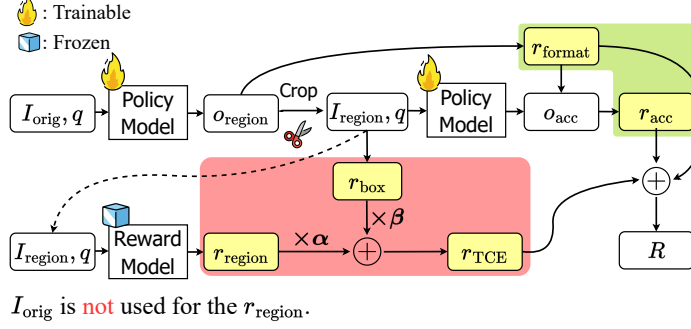 : Trainable
: Frozen
I_orig, q
Policy Model
o_region
Crop
I_region, q
Policy Model
r_format
o_acc
r_acc
r_box
×β
+
I_region, q
Reward Model
r_region
×α
+
r_TCE
R
I_orig is not used for the r_region.